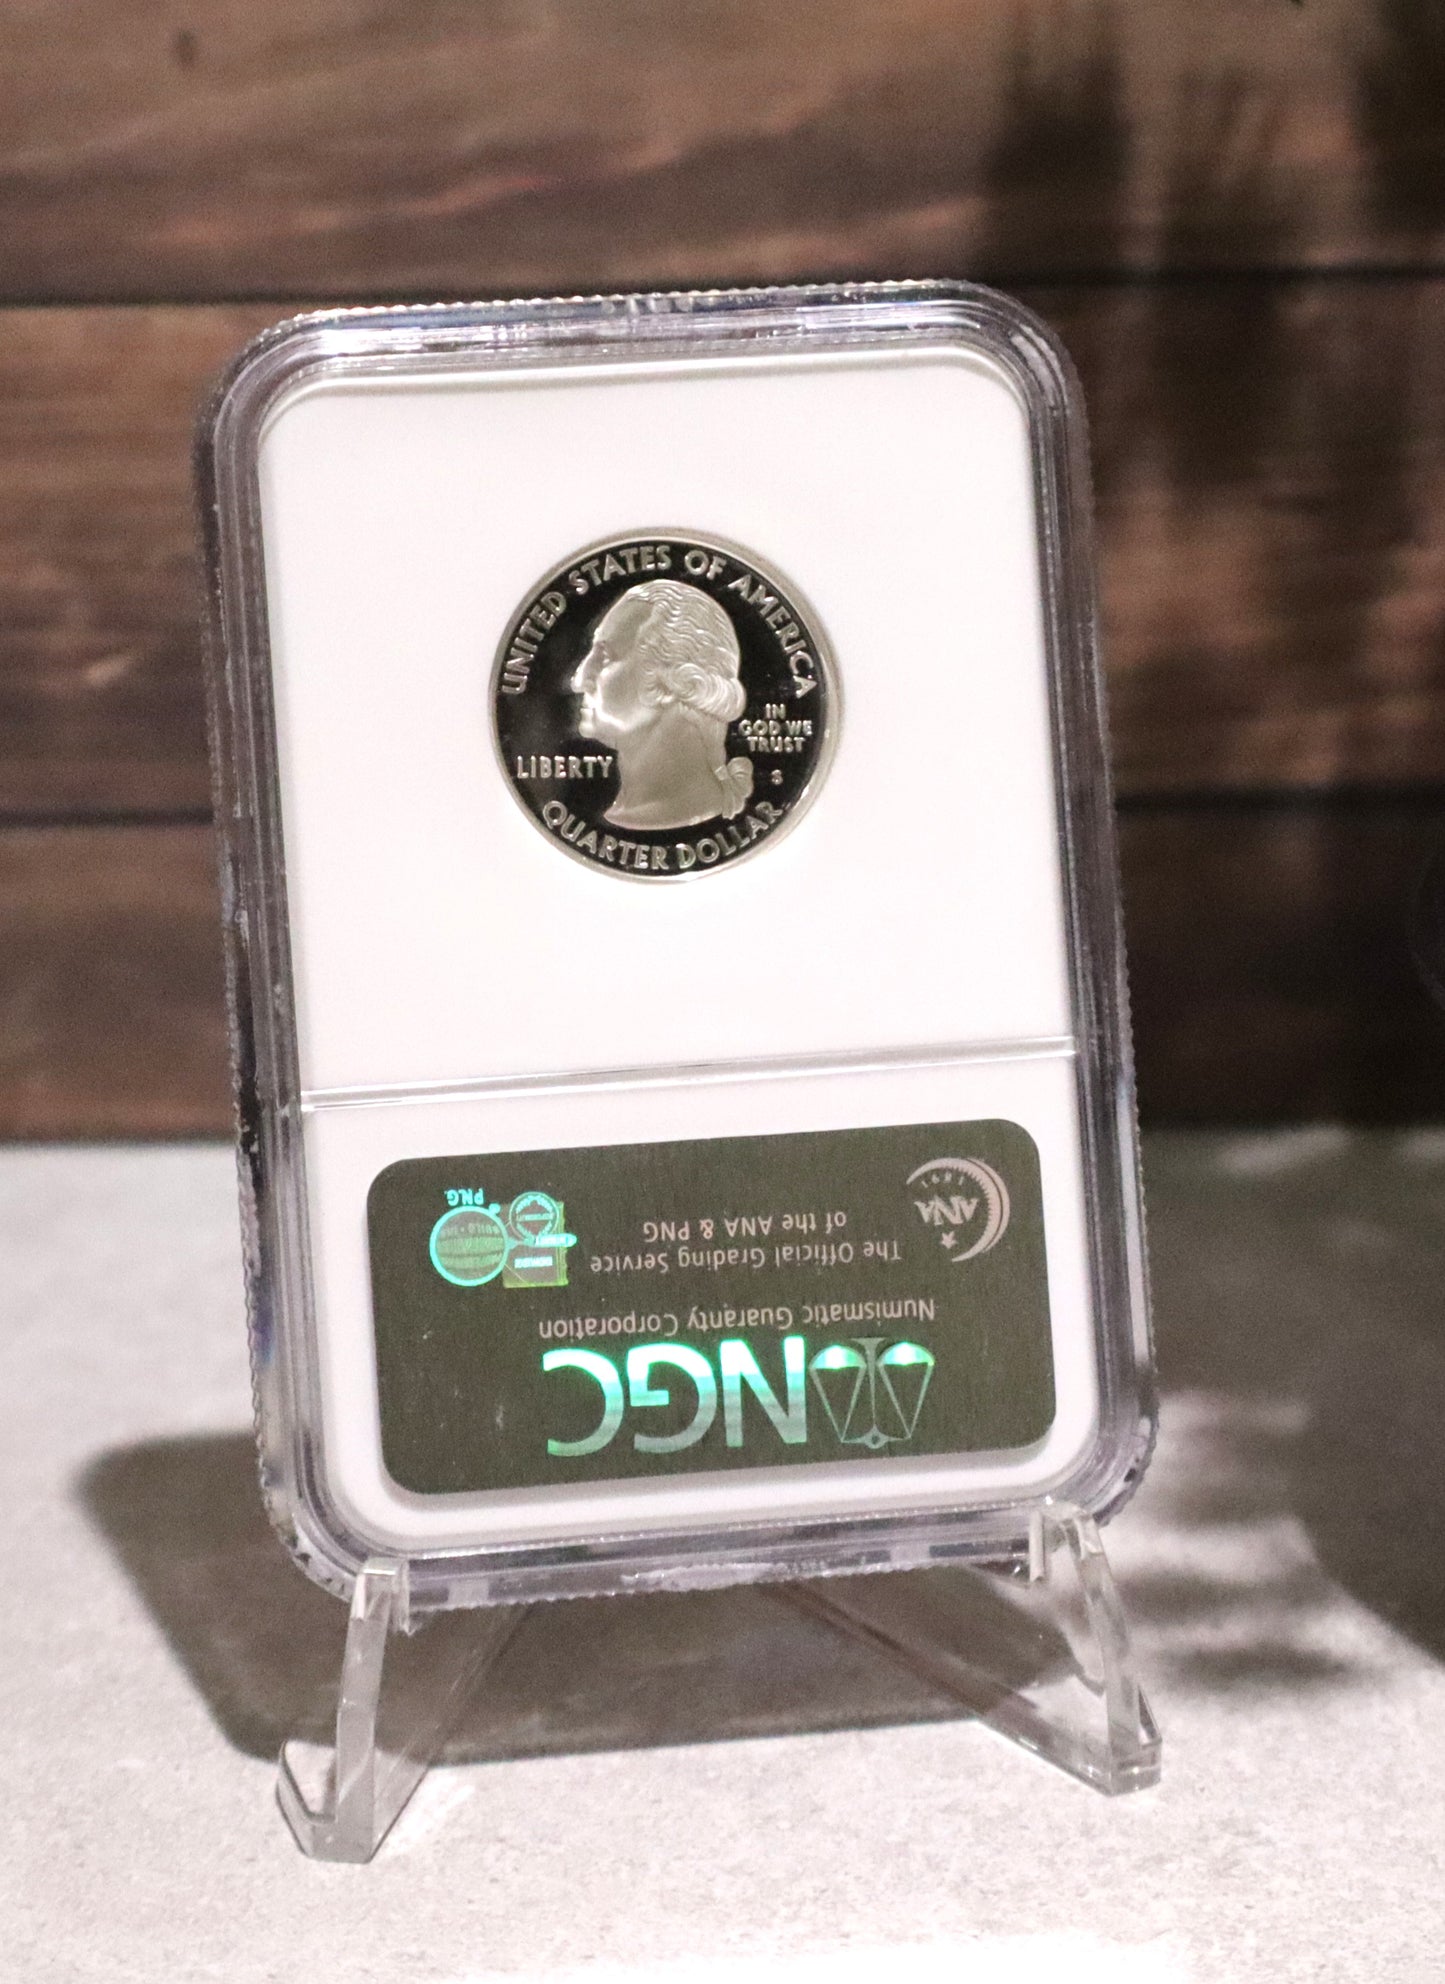 UNITED STATES OF AMERICA
IN
GOD WE
TRUST
LIBERTY
S
QUARTER DOLLAR
NGC
Numismatic Guaranty Corporation
The Official Grading Service
of the ANA & PNG
ANA
1891
PNG